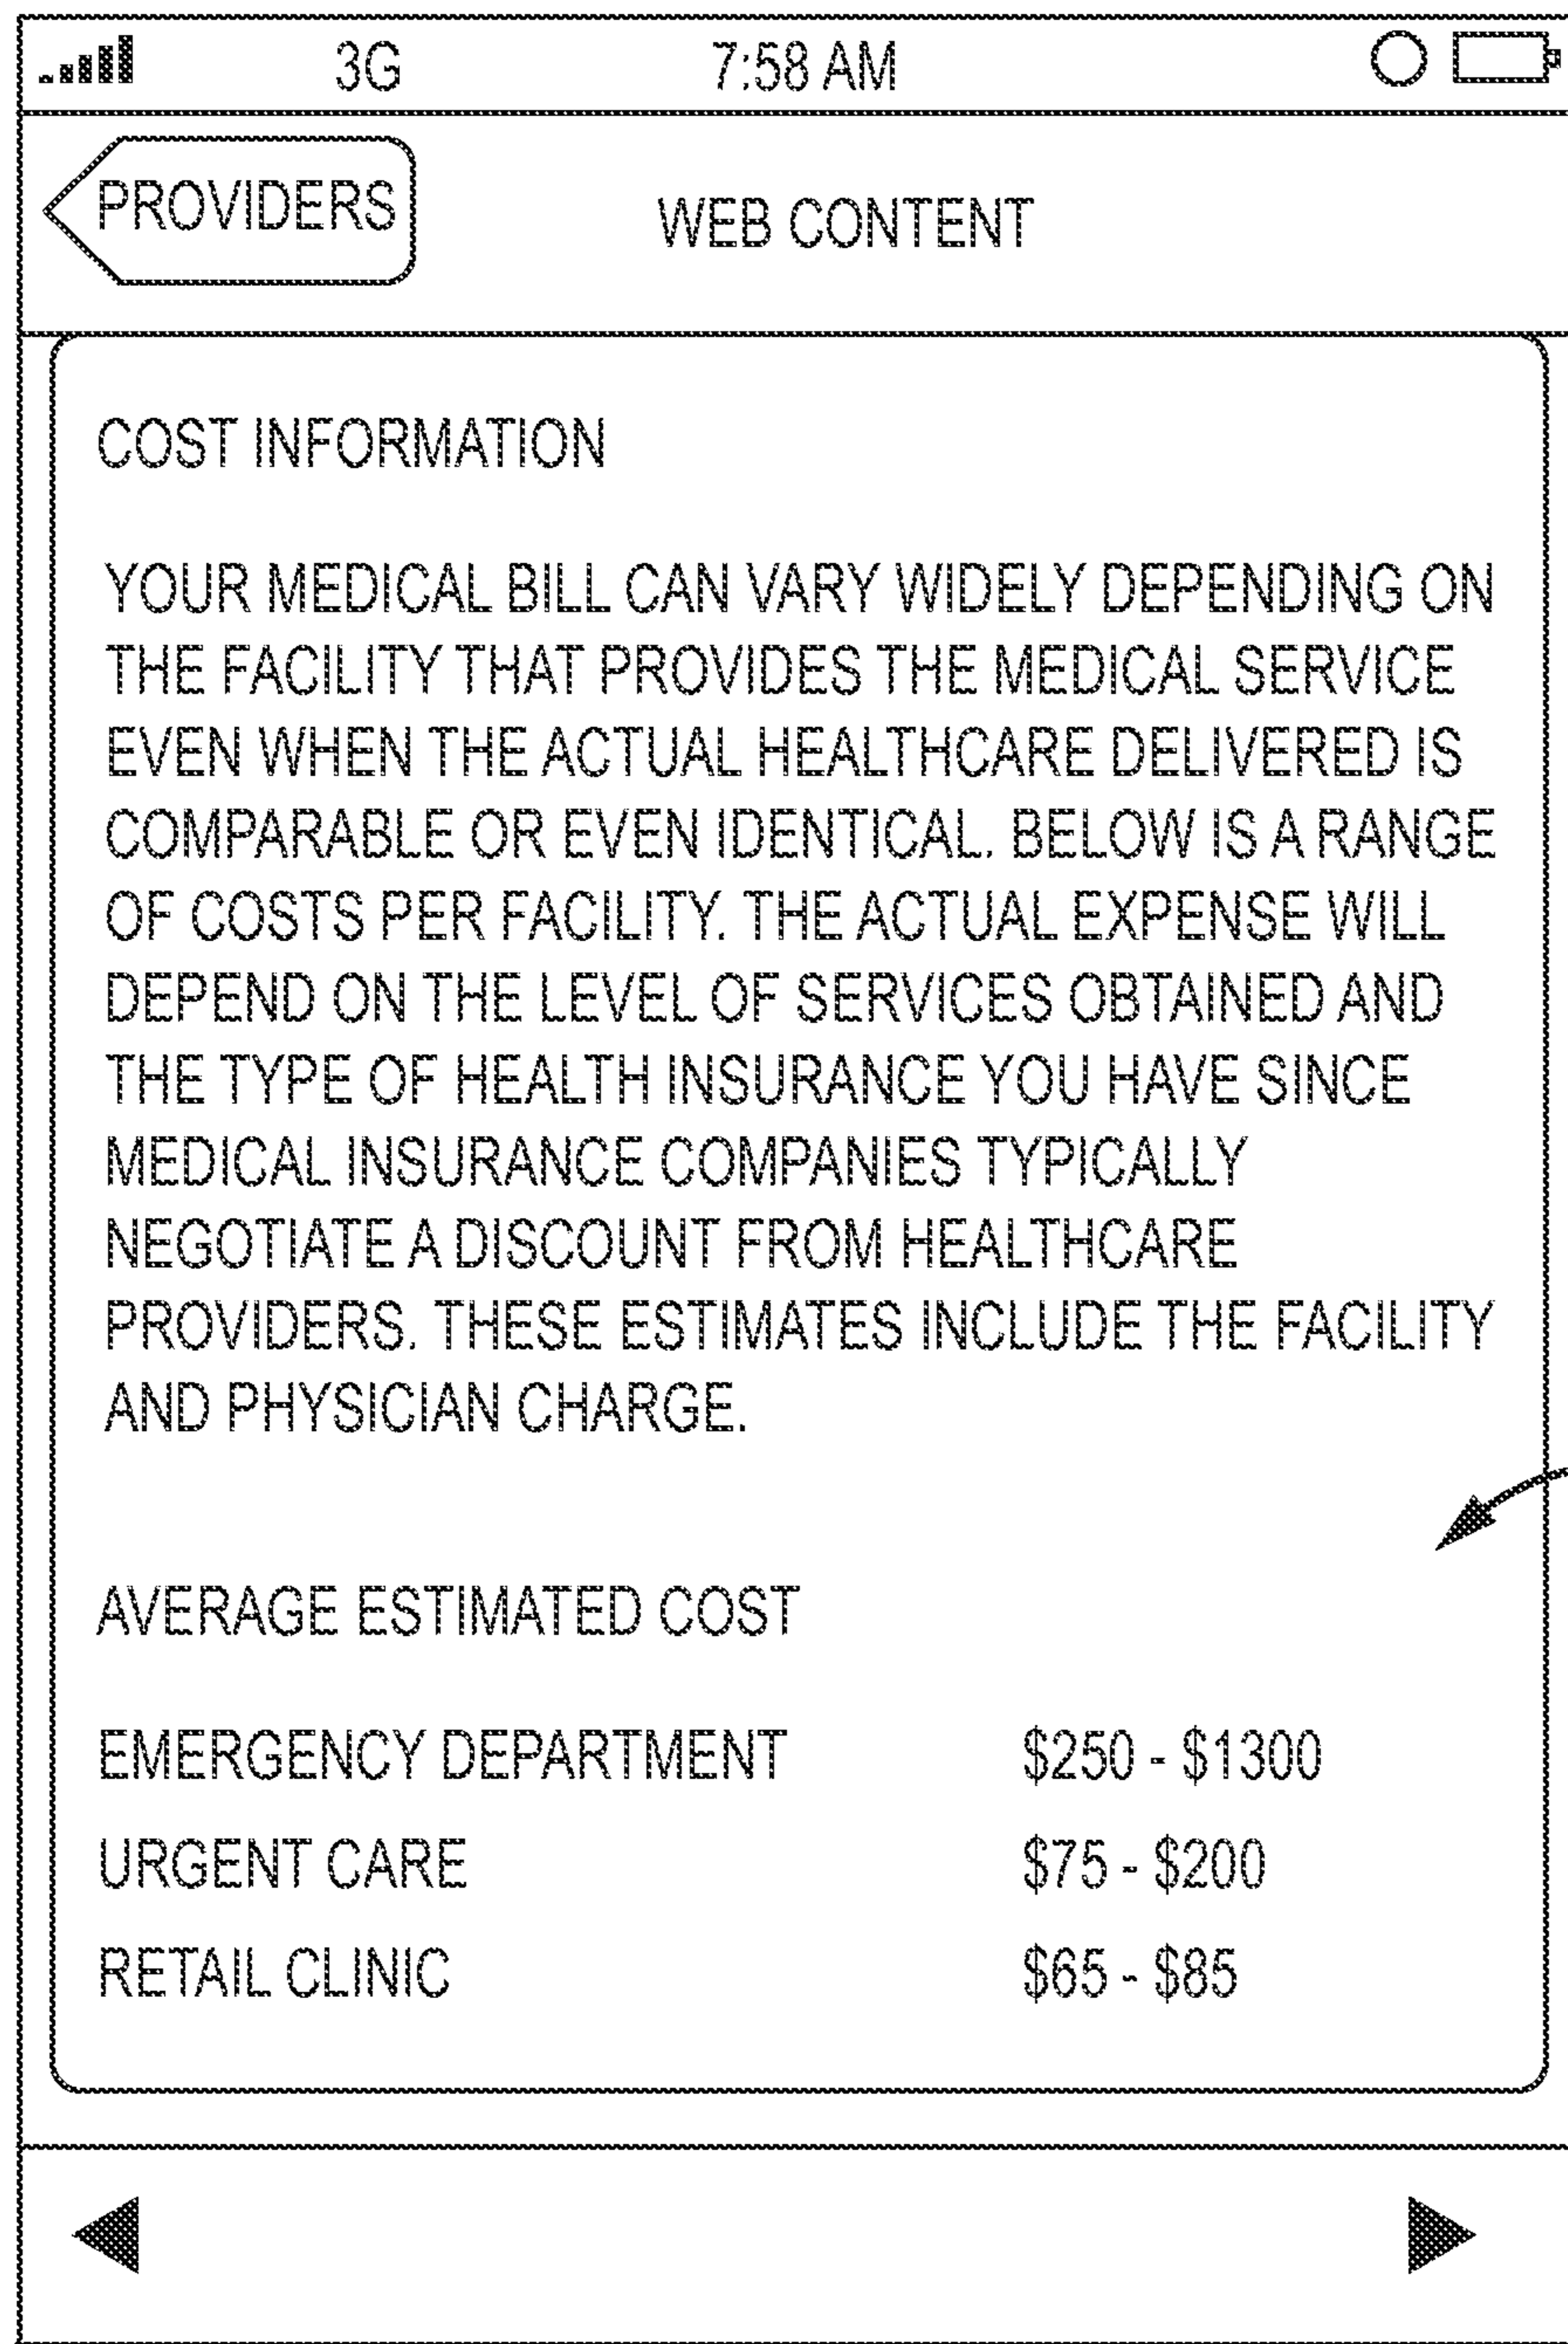 3G 7:58 AM
PROVIDERS
WEB CONTENT
COST INFORMATION
YOUR MEDICAL BILL CAN VARY WIDELY DEPENDING ON
THE FACILITY THAT PROVIDES THE MEDICAL SERVICE
EVEN WHEN THE ACTUAL HEALTHCARE DELIVERED IS
COMPARABLE OR EVEN IDENTICAL. BELOW IS A RANGE
OF COSTS PER FACILITY. THE ACTUAL EXPENSE WILL
DEPEND ON THE LEVEL OF SERVICES OBTAINED AND
THE TYPE OF HEALTH INSURANCE YOU HAVE SINCE
MEDICAL INSURANCE COMPANIES TYPICALLY
NEGOTIATE A DISCOUNT FROM HEALTHCARE
PROVIDERS. THESE ESTIMATES INCLUDE THE FACILITY
AND PHYSICIAN CHARGE.
AVERAGE ESTIMATED COST
EMERGENCY DEPARTMENT $250 - $1300
URGENT CARE $75 - $200
RETAIL CLINIC $65 - $85